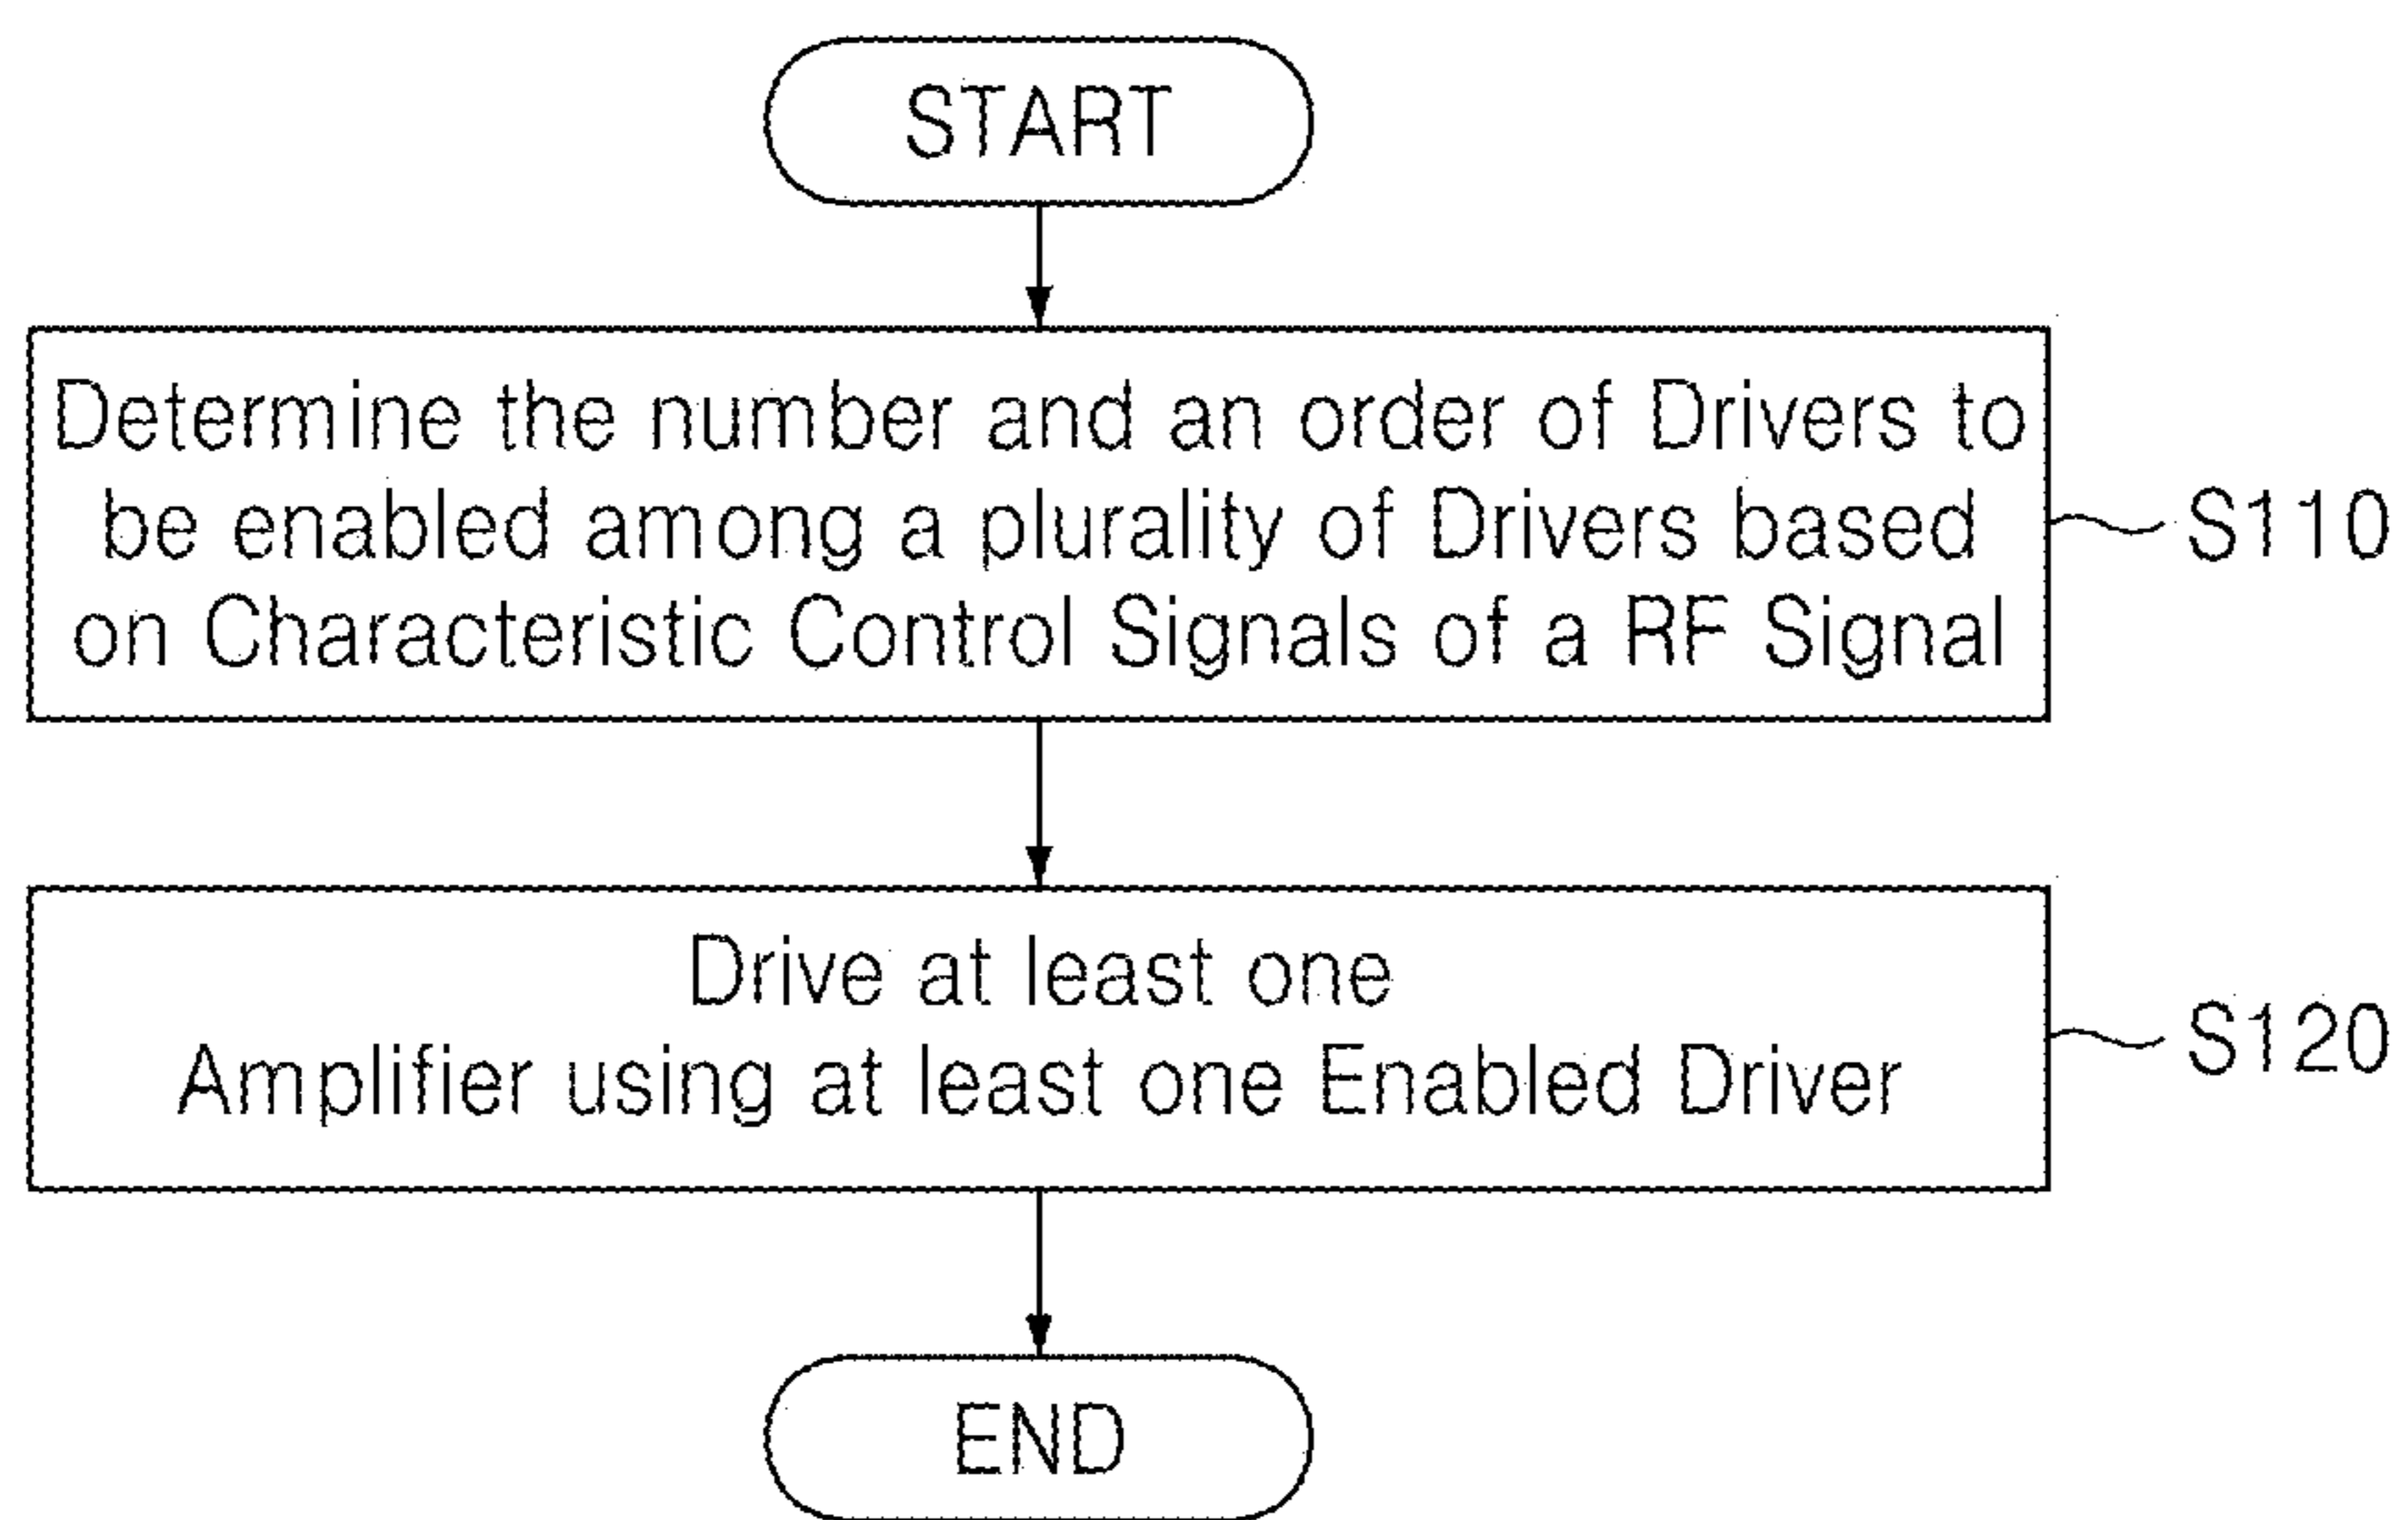 START
Determine the number and an order of Drivers to
be enabled among a plurality of Drivers based
on Characteristic Control Signals of a RF Signal
S110
Drive at least one
Amplifier using at least one Enabled Driver
S120
END